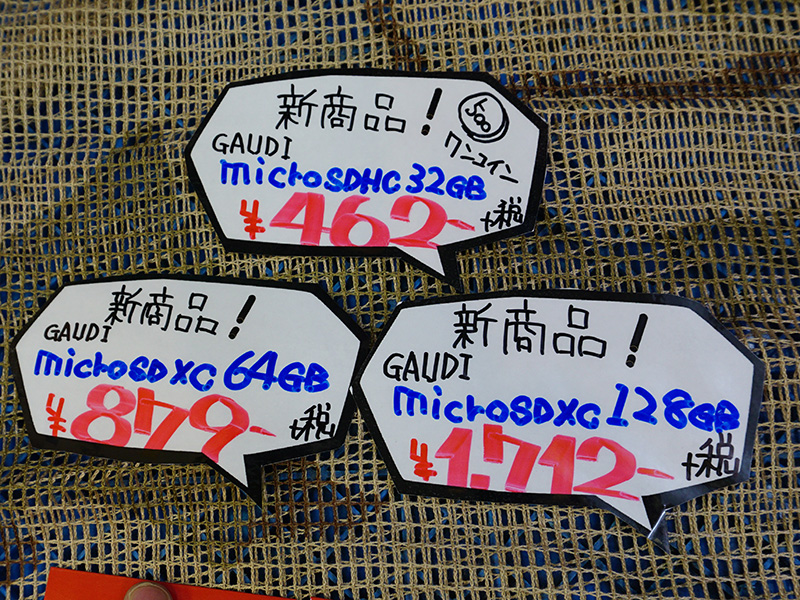 新商品！
500
ワンコイン
GAUDI
microSDHC 32GB
¥462- +税
新商品！
GAUDI
microSDXC 64GB
¥879- +税
新商品！
GAUDI
microSDXC 128GB
¥1,712- +税